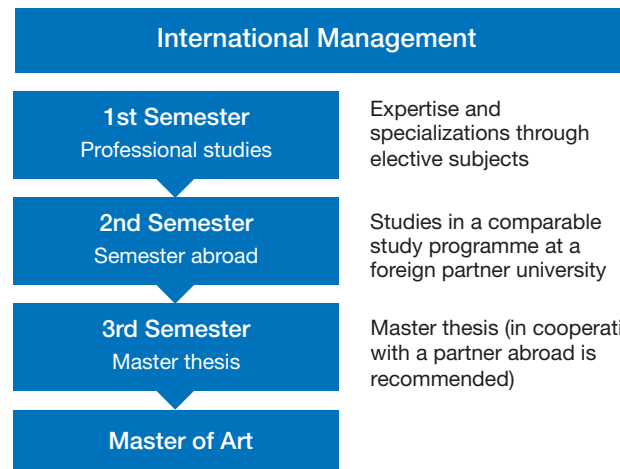 International Management
1st Semester
Professional studies
Expertise and
specializations through
elective subjects
2nd Semester
Semester abroad
Studies in a comparable
study programme at a
foreign partner university
3rd Semester
Master thesis
Master thesis (in cooperati
with a partner abroad is
recommended)
Master of Art